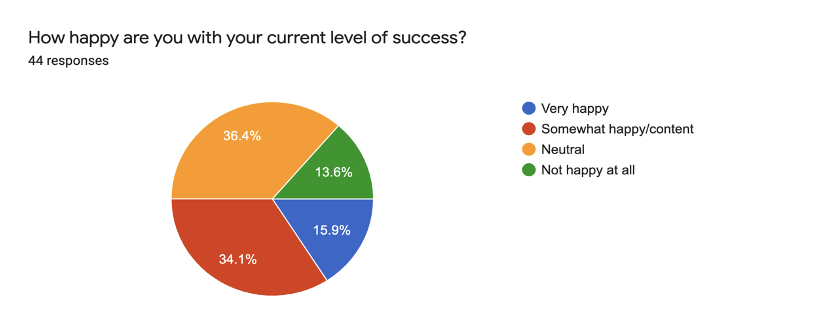 How happy are you with your current level of success?
44 responses
36.4%
13.6%
15.9%
34.1%
Very happy
Somewhat happy/content
Neutral
Not happy at all